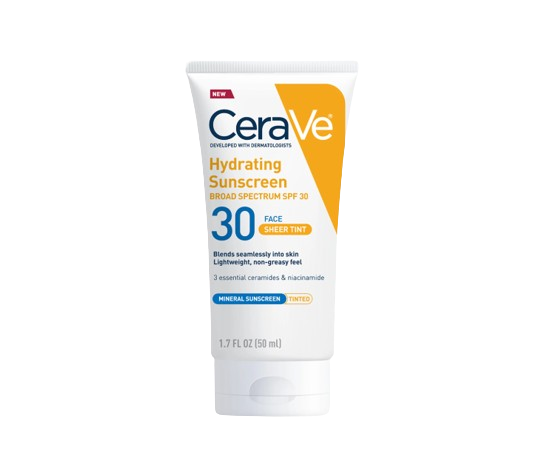 NEW
CeraVe®
DEVELOPED WITH DERMATOLOGISTS
Hydrating
Sunscreen
BROAD SPECTRUM SPF 30
30 FACE
SHEER TINT
Blends seamlessly into skin
Lightweight, non-greasy feel
3 essential ceramides & niacinamide
MINERAL SUNSCREEN TINTED
1.7 FL OZ (50 ml)